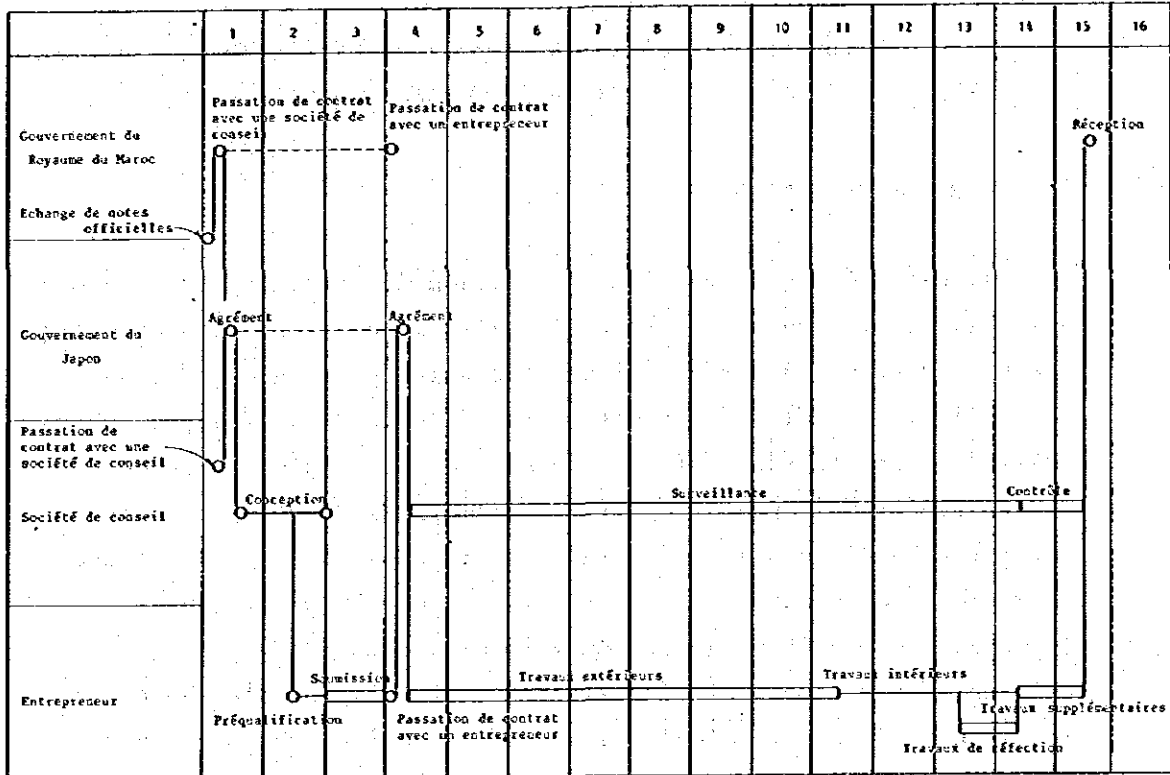 1 2 3 4 5 6 7 8 9 10 11 12 13 14 15 16
Passation de contrat
avec une société de
conseil
Passation de contrat
avec un entrepreneur
Réception
Gouvernement du
Royaume du Maroc
Echange de notes
officielles
Agrément
Agrément
Gouvernement du
Japon
Passation de
contrat avec une
société de conseil
Conception
Surveillance
Contrôle
Société de conseil
Soumission
Travaux extérieurs
Travaux intérieurs
Entrepreneur
Préqualification
Passation de contrat
avec un entrepreneur
Travaux supplémentaires
Travaux de réfection